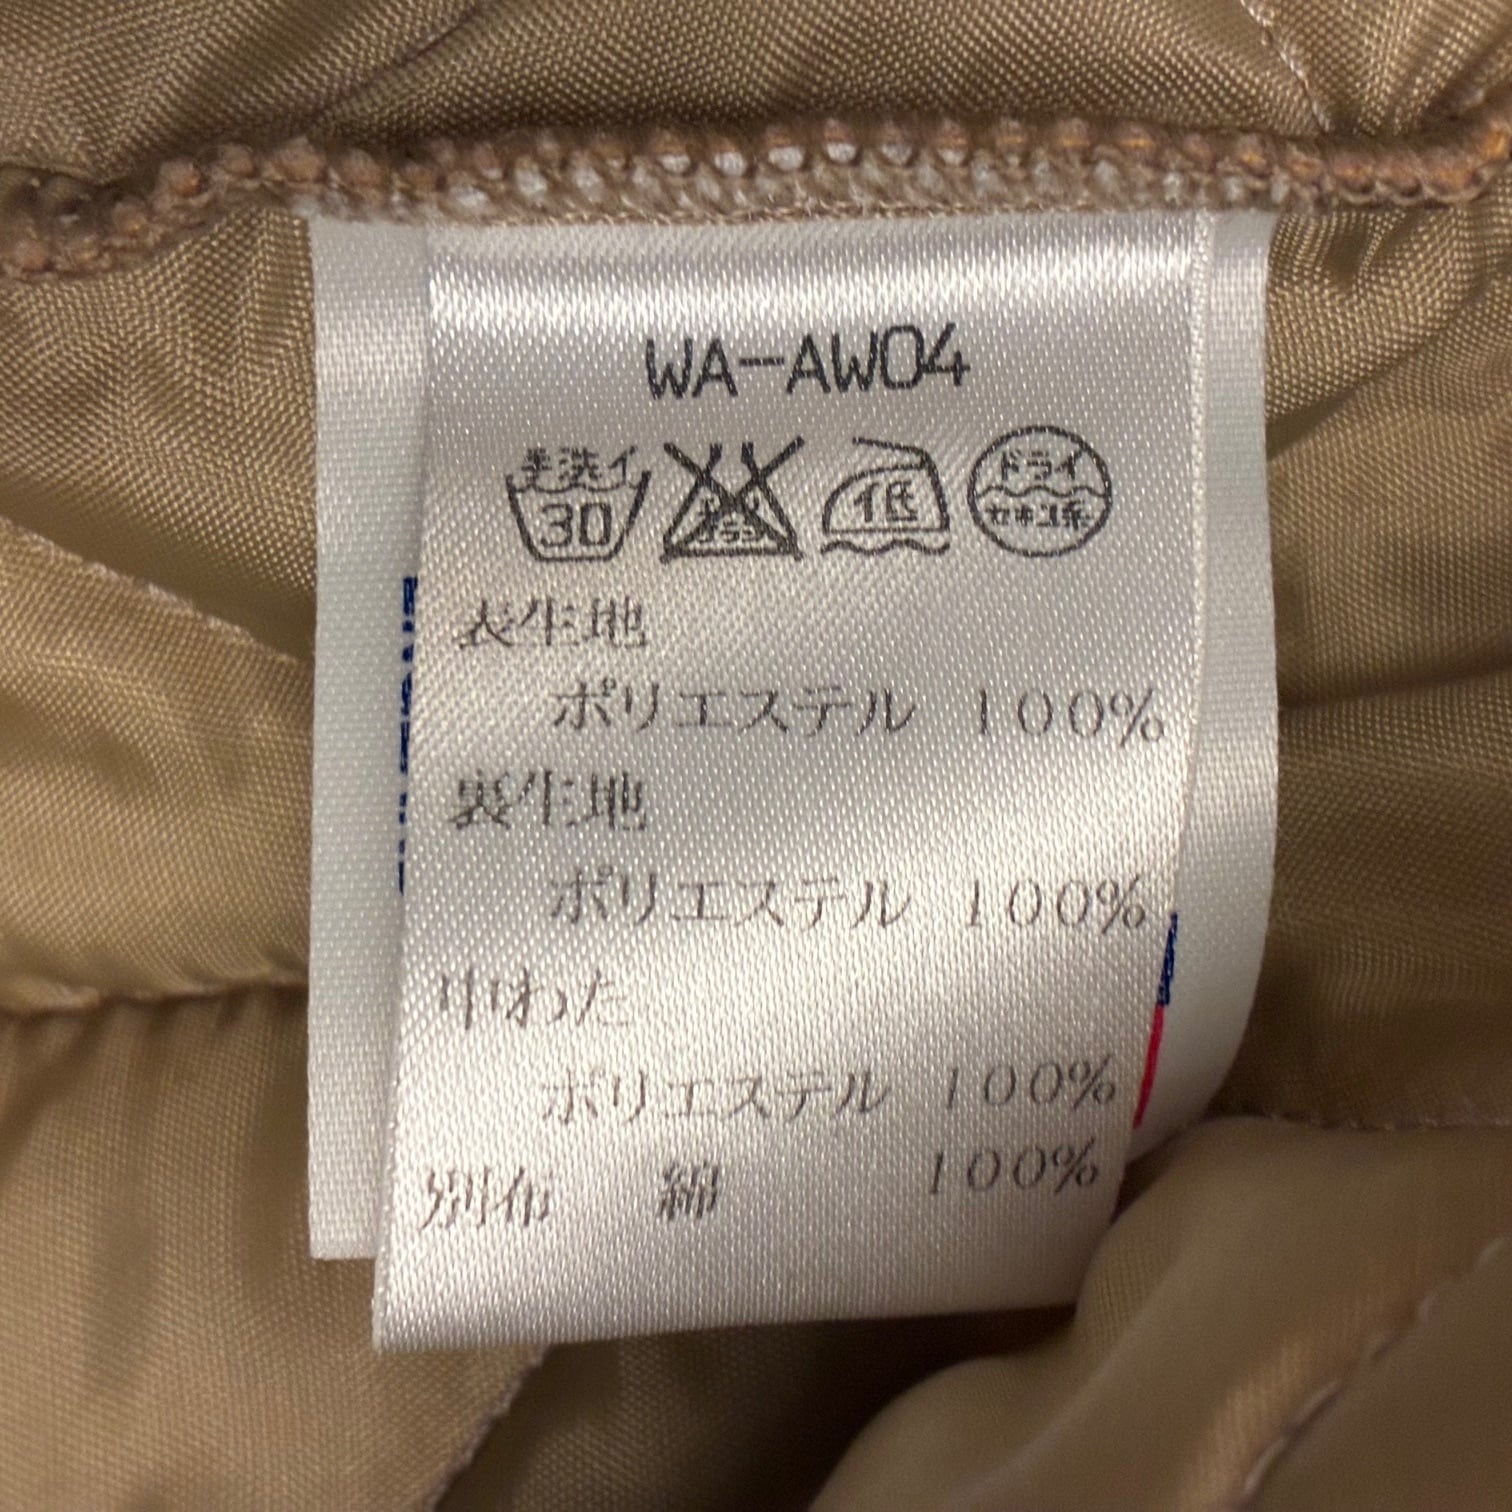 WA-AW04
手洗イ 30 エンソサラシ 低 ドライ セキユ系
表生地
ポリエステル 100%
裏生地
ポリエステル 100%
中わた
ポリエステル 100%
別布 綿 100%